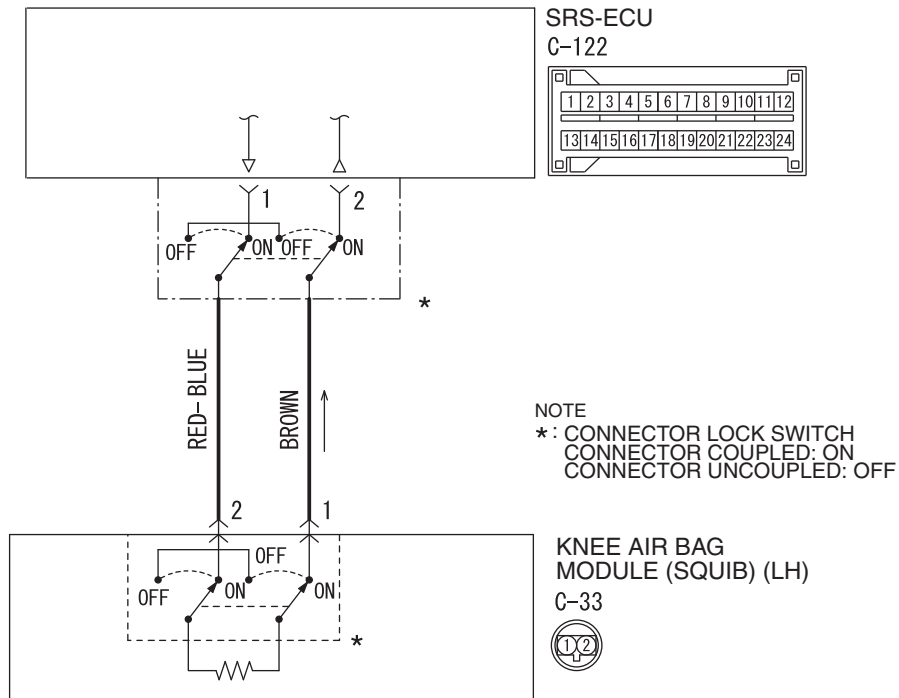 SRS-ECU
C-122
1 2 3 4 5 6 7 8 9 10 11 12
13 14 15 16 17 18 19 20 21 22 23 24
1 2
OFF ON OFF ON
*
RED-BLUE
BROWN
NOTE
*: CONNECTOR LOCK SWITCH
CONNECTOR COUPLED: ON
CONNECTOR UNCOUPLED: OFF
2 1
OFF ON OFF ON
*
KNEE AIR BAG
MODULE (SQUIB) (LH)
C-33
1 2